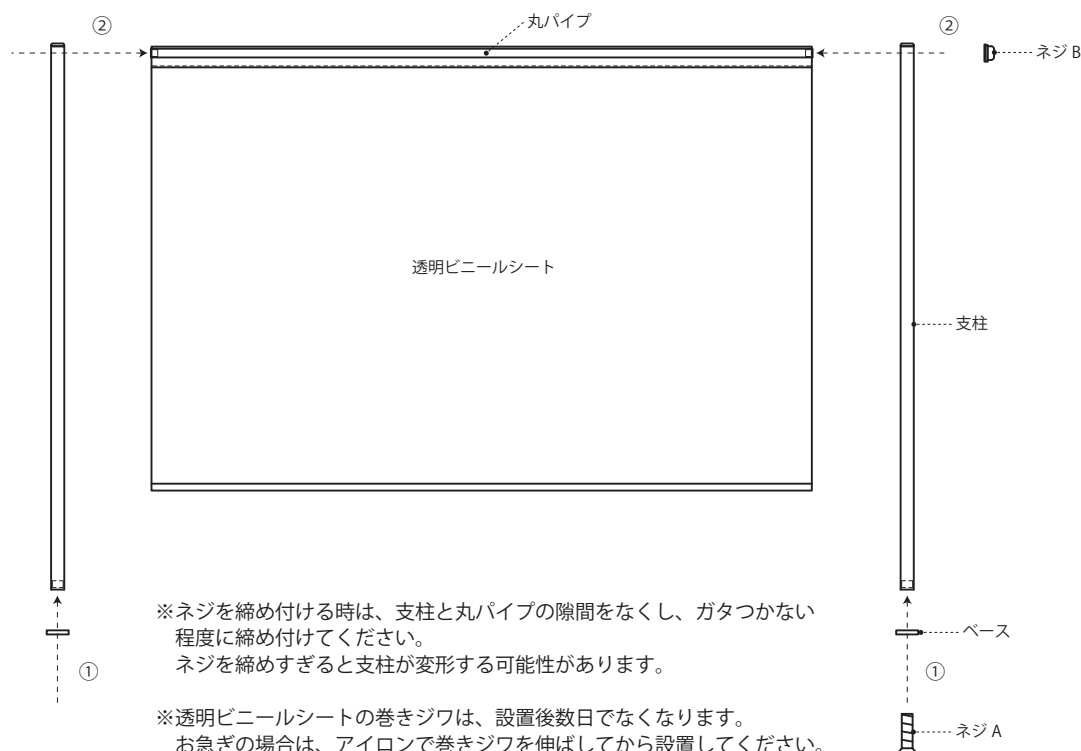 ②
丸パイプ
②
ネジ B
透明ビニールシート
支柱
※ネジを締め付ける時は、支柱と丸パイプの隙間をなくし、ガタつかない
程度に締め付けてください。
ネジを締めすぎると支柱が変形する可能性があります。
ベース
①
①
※透明ビニールシートの巻きジワは、設置後数日でなくなります。
お急ぎの場合は、アイロンで巻きジワを伸ばしてから設置してください。
ネジ A